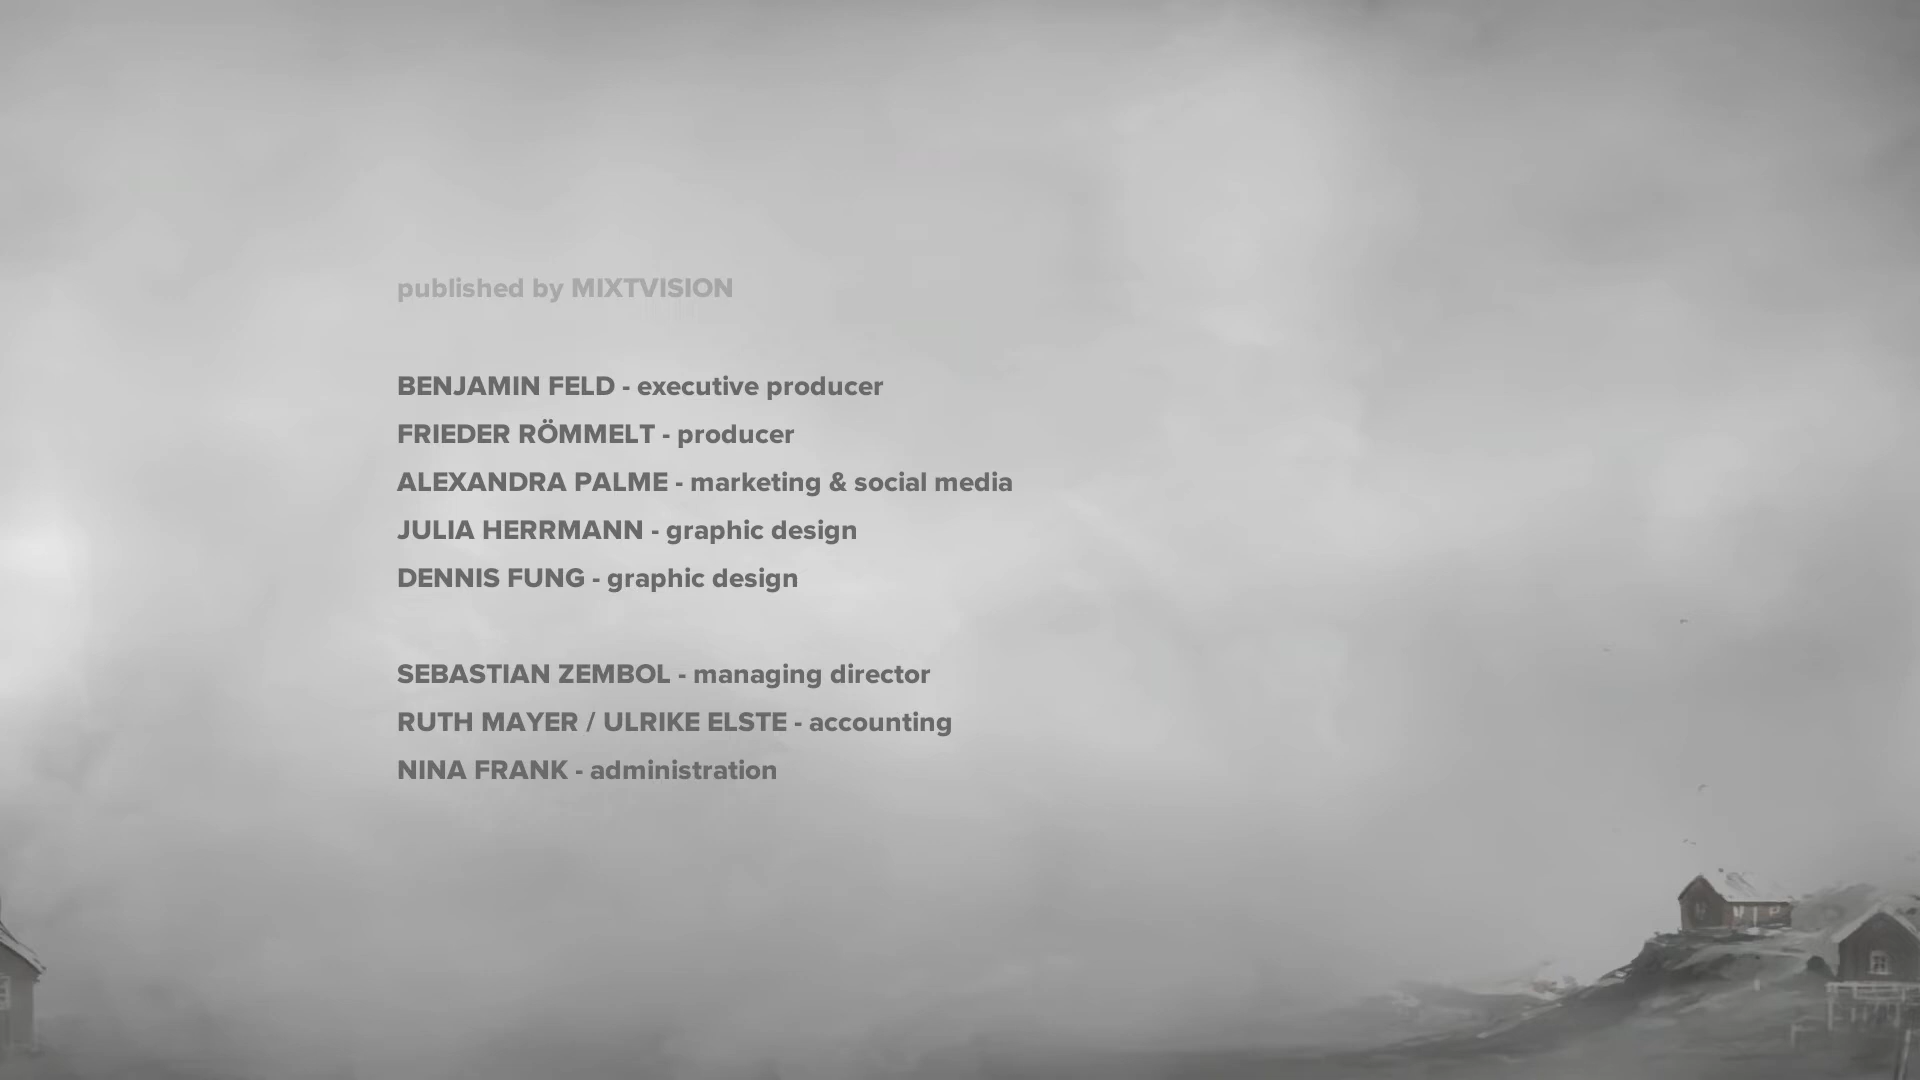 published by MIXTVISION
BENJAMIN FELD - executive producer
FRIEDER RÖMMELT - producer
ALEXANDRA PALME - marketing & social media
JULIA HERRMANN - graphic design
DENNIS FUNG - graphic design
SEBASTIAN ZEMBOL - managing director
RUTH MAYER / ULRIKE ELSTE - accounting
NINA FRANK - administration